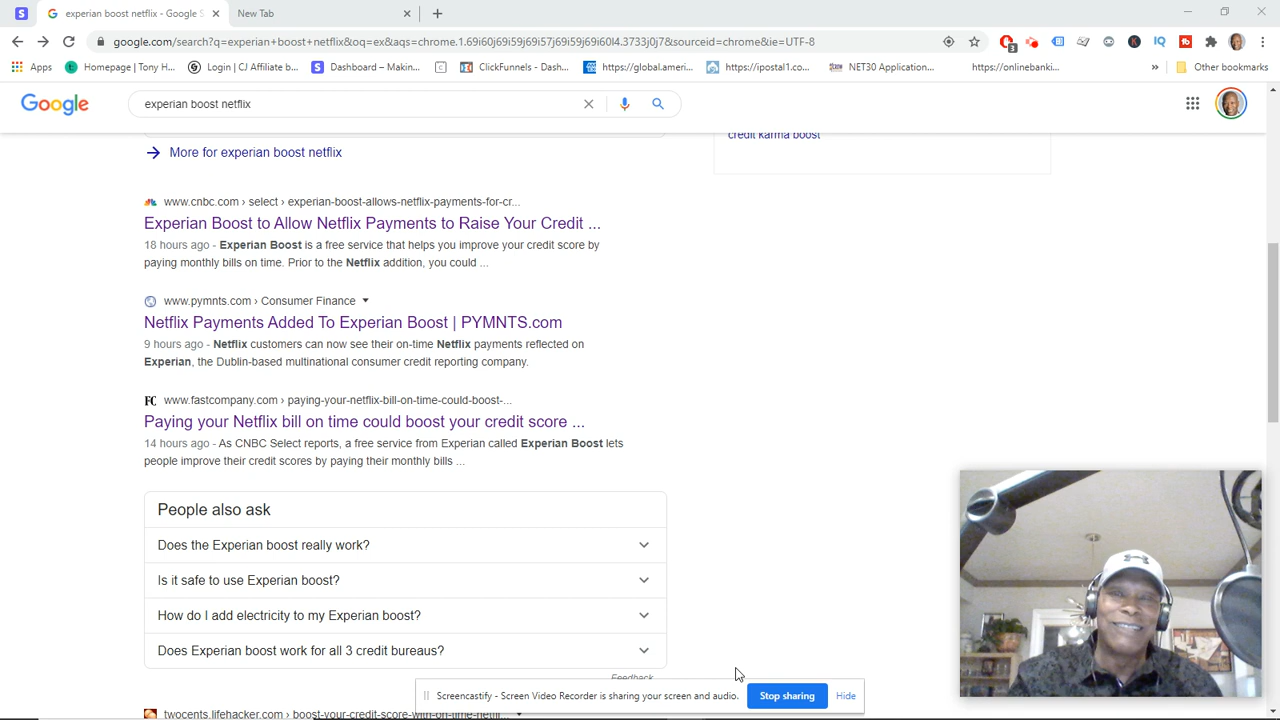 experian boost netflix - Google S
New Tab
google.com/search?q=experian+boost+netflix&oq=ex&aqs=chrome.1.69i60j69i59j69i57j69i59j69i60l4.3733j0j7&sourceid=chrome&ie=UTF-8
3
IQ
Apps
Homepage | Tony H...
Login | CJ Affiliate b...
Dashboard – Makin...
ClickFunnels - Dash...
https://global.ameri...
https://ipostal1.co...
NET30 Application...
https://onlinebanki...
»
Other bookmarks
Google
experian boost netflix
credit karma boost
More for experian boost netflix
www.cnbc.com › select › experian-boost-allows-netflix-payments-for-cr...
Experian Boost to Allow Netflix Payments to Raise Your Credit ...
18 hours ago - Experian Boost is a free service that helps you improve your credit score by
paying monthly bills on time. Prior to the Netflix addition, you could ...
www.pymnts.com › Consumer Finance
Netflix Payments Added To Experian Boost | PYMNTS.com
9 hours ago - Netflix customers can now see their on-time Netflix payments reflected on
Experian, the Dublin-based multinational consumer credit reporting company.
FC www.fastcompany.com › paying-your-netflix-bill-on-time-could-boost-...
Paying your Netflix bill on time could boost your credit score ...
14 hours ago - As CNBC Select reports, a free service from Experian called Experian Boost lets
people improve their credit scores by paying their monthly bills ...
People also ask
Does the Experian boost really work?
Is it safe to use Experian boost?
How do I add electricity to my Experian boost?
Does Experian boost work for all 3 credit bureaus?
Feedback
Screencastify - Screen Video Recorder is sharing your screen and audio.
Stop sharing
Hide
twocents.lifehacker.com › boost-your-credit-score-with-on-time-netfli...